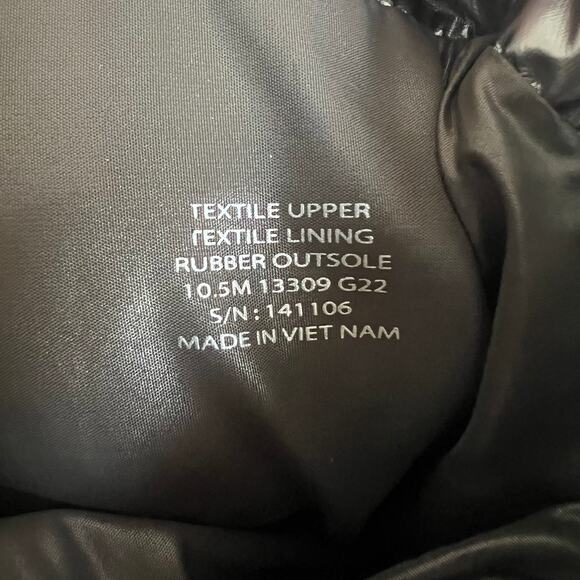 TEXTILE UPPER
TEXTILE LINING
RUBBER OUTSOLE
10.5M 13309 G22
S/N: 141106
MADE IN VIET NAM